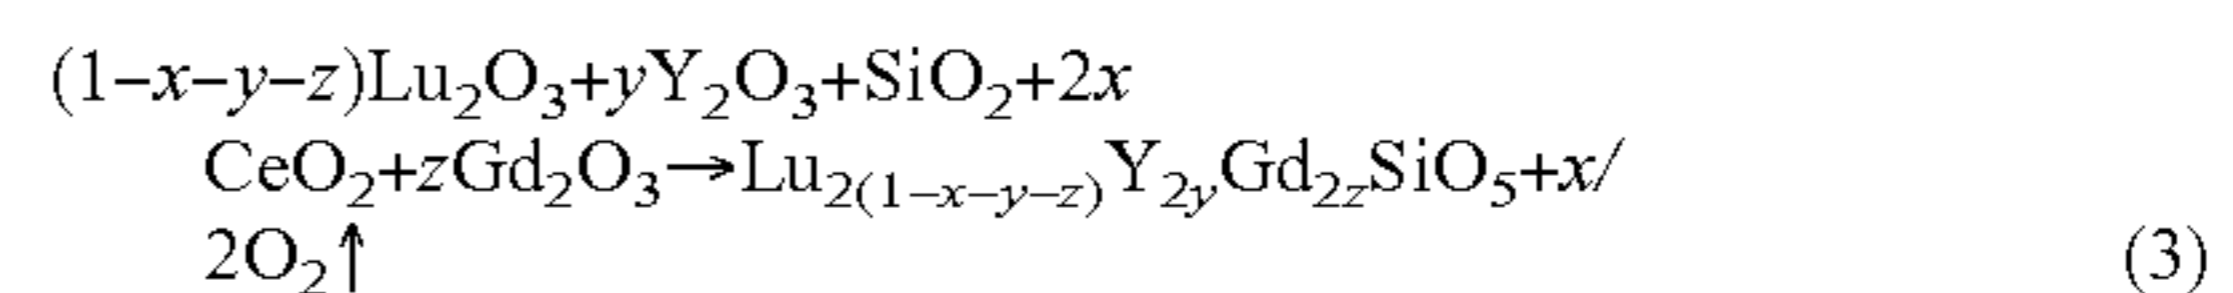 (1–x–y–z)Lu₂O₃+yY₂O₃+SiO₂+2x
CeO₂+zGd₂O₃→Lu₂₍₁₋ₓ₋y₋z₎Y₂yGd₂zSiO₅+x/
2O₂↑ (3)